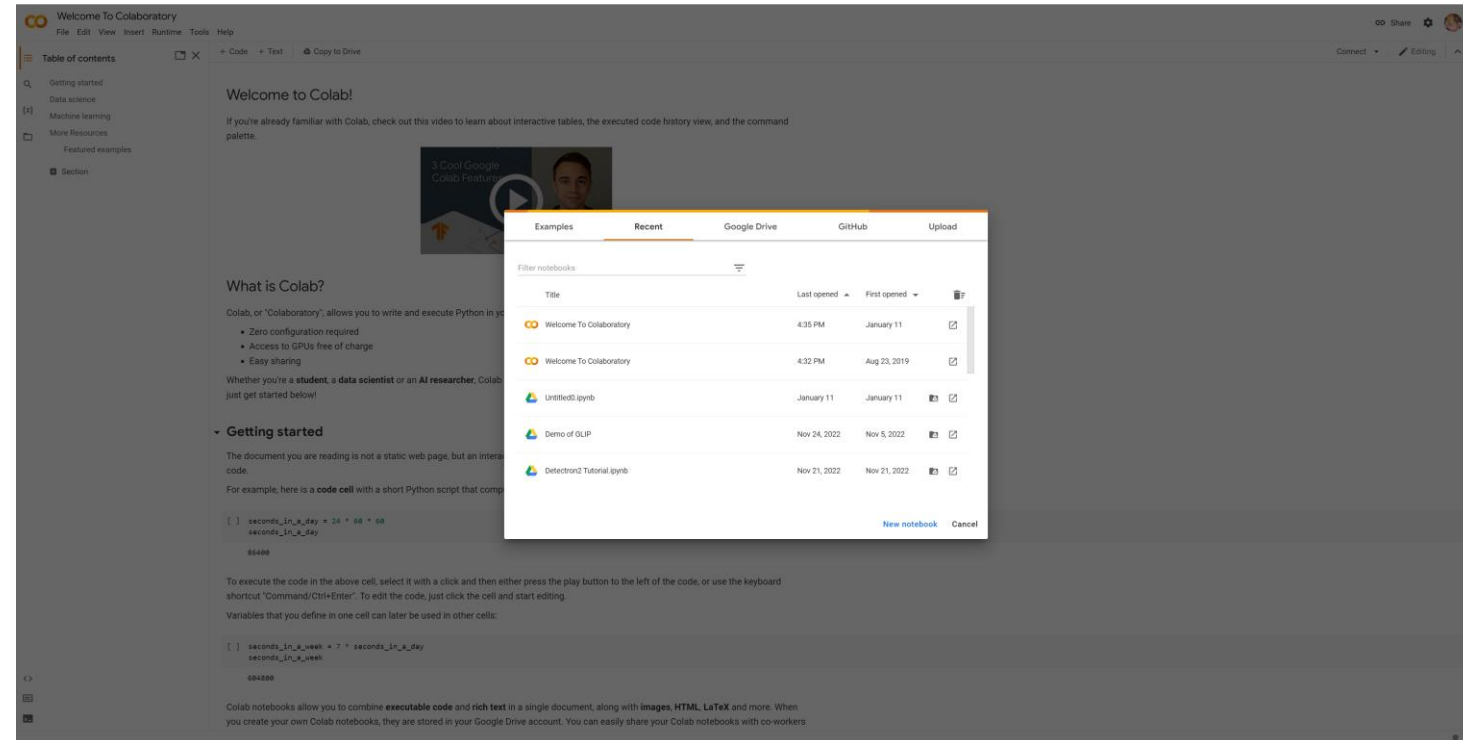 Welcome To Colaboratory
File Edit View Insert Runtime Tools Help
Share
Table of contents
+ Code + Text Copy to Drive
Connect Editing
Getting started
Data science
Machine learning
More Resources
Featured examples
Section
Welcome to Colab!
If you're already familiar with Colab, check out this video to learn about interactive tables, the executed code history view, and the command
palette.
3 Cool Google
Colab Features
What is Colab?
Colab, or "Colaboratory", allows you to write and execute Python in
• Zero configuration required
• Access to GPUs free of charge
• Easy sharing
Whether you're a student, a data scientist or an AI researcher, Colab
just get started below!
Getting started
The document you are reading is not a static web page, but an
code.
For example, here is a code cell with a short Python script that
[ ] seconds_in_a_day = 24 * 60 * 60
seconds_in_a_day
86400
To execute the code in the above cell, select it with a click and then either press the play button to the left of the code, or use the keyboard
shortcut "Command/Ctrl+Enter". To edit the code, just click the cell and start editing.
Variables that you define in one cell can later be used in other cells:
[ ] seconds_in_a_week = 7 * seconds_in_a_day
seconds_in_a_week
604800
Colab notebooks allow you to combine executable code and rich text in a single document, along with images, HTML, LaTeX and more. When
you create your own Colab notebooks, they are stored in your Google Drive account. You can easily share your Colab notebooks with co-workers
Examples Recent Google Drive GitHub Upload
Filter notebooks
Title Last opened First opened
Welcome To Colaboratory 4:35 PM January 11
Welcome To Colaboratory 4:32 PM Aug 23, 2019
Untitled0.ipynb January 11 January 11
Demo of GLIP Nov 24, 2022 Nov 5, 2022
Detectron2 Tutorial.ipynb Nov 21, 2022 Nov 21, 2022
New notebook Cancel